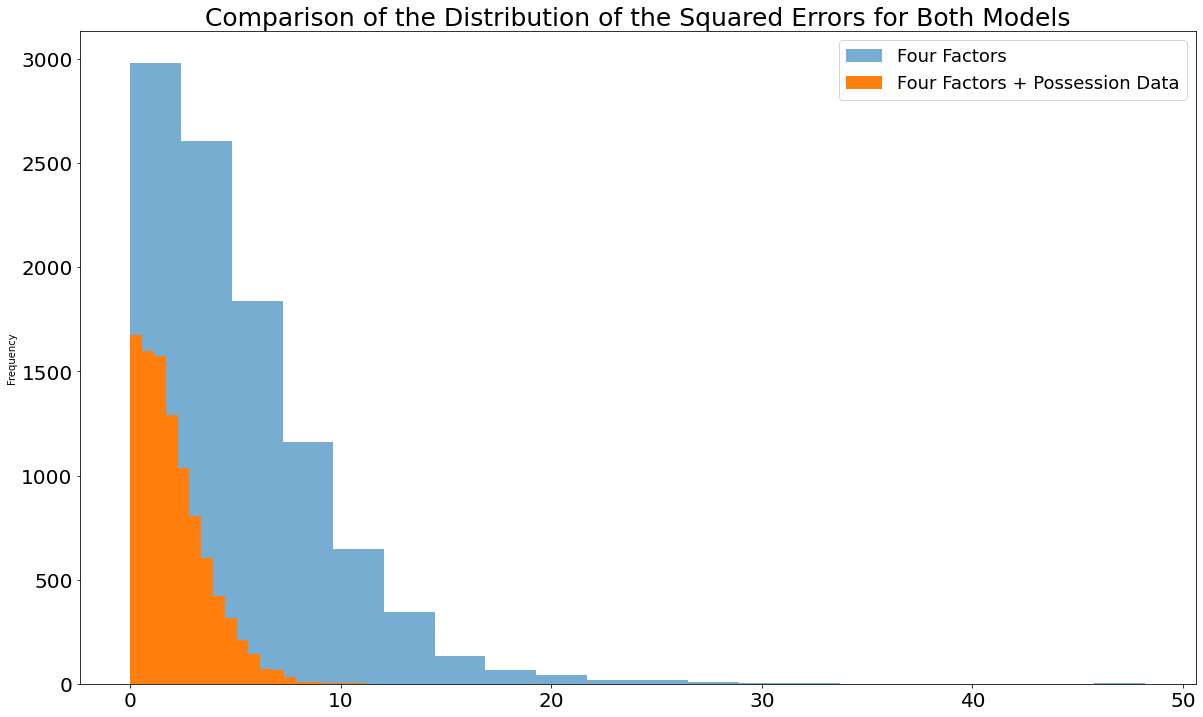 Comparison of the Distribution of the Squared Errors for Both Models
Four Factors
Four Factors + Possession Data
Frequency
3000
2500
2000
1500
1000
500
0
0 10 20 30 40 50